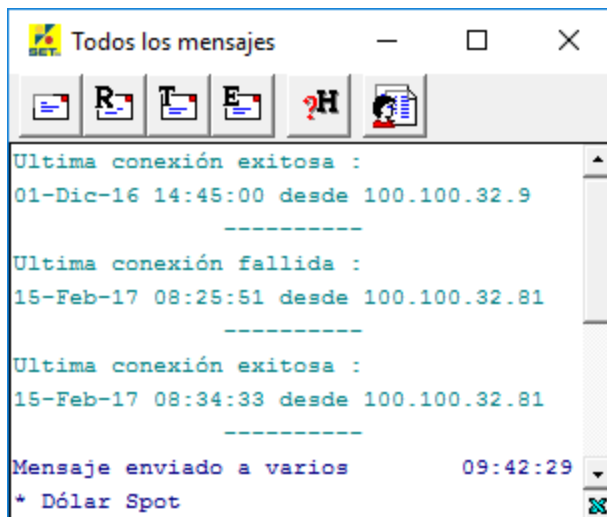 SET
Todos los mensajes
R T E ?H
Ultima conexión exitosa :
01-Dic-16 14:45:00 desde 100.100.32.9
----------
Ultima conexión fallida :
15-Feb-17 08:25:51 desde 100.100.32.81
----------
Ultima conexión exitosa :
15-Feb-17 08:34:33 desde 100.100.32.81
----------
Mensaje enviado a varios 09:42:29
* Dólar Spot